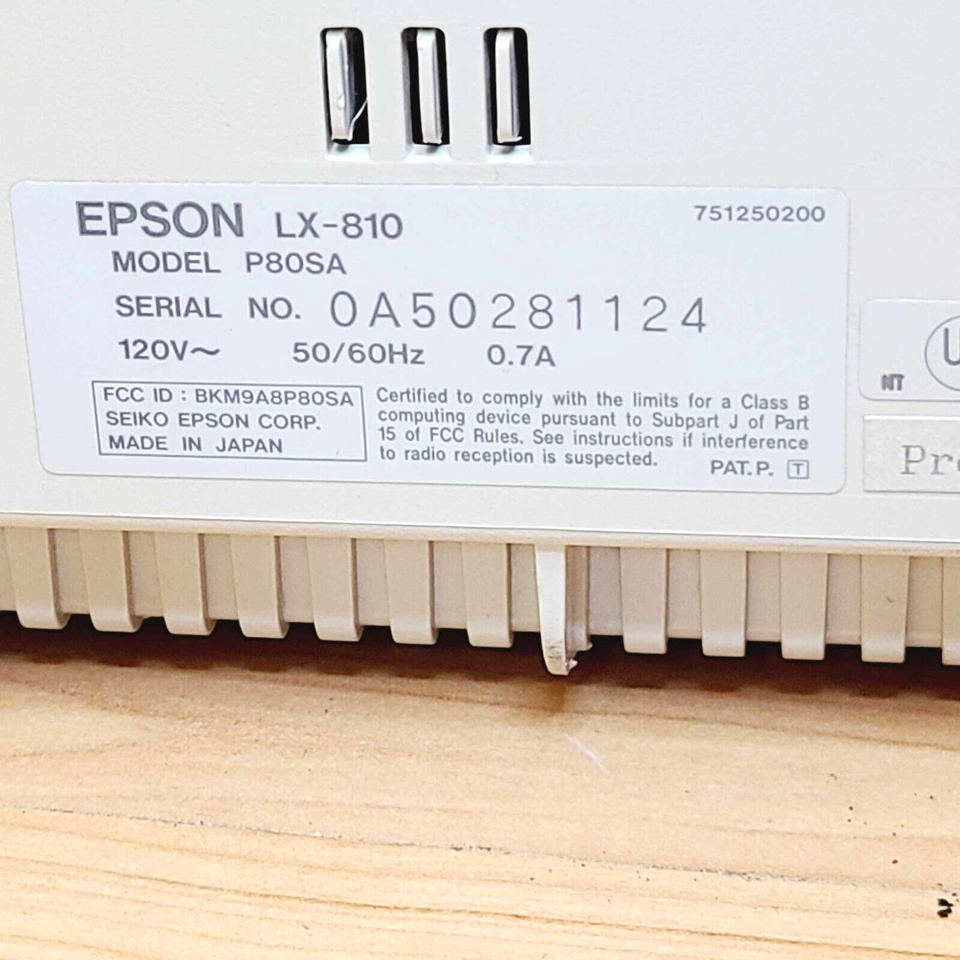 EPSON LX-810 751250200
MODEL P80SA
SERIAL NO. 0A50281124
120V~ 50/60Hz 0.7A
FCC ID : BKM9A8P80SA
SEIKO EPSON CORP.
MADE IN JAPAN
Certified to comply with the limits for a Class B
computing device pursuant to Subpart J of Part
15 of FCC Rules. See instructions if interference
to radio reception is suspected.
PAT.P. T